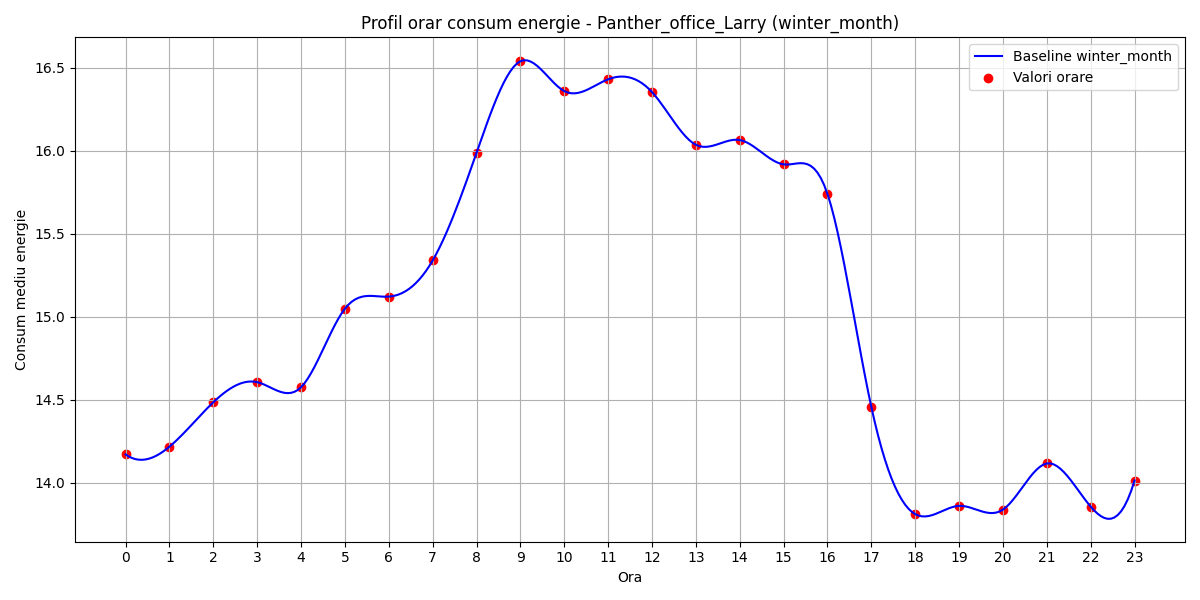 Profil orar consum energie - Panther_office_Larry (winter_month)
Baseline winter_month
Valori orare
Consum mediu energie
16.5
16.0
15.5
15.0
14.5
14.0
0 1 2 3 4 5 6 7 8 9 10 11 12 13 14 15 16 17 18 19 20 21 22 23
Ora